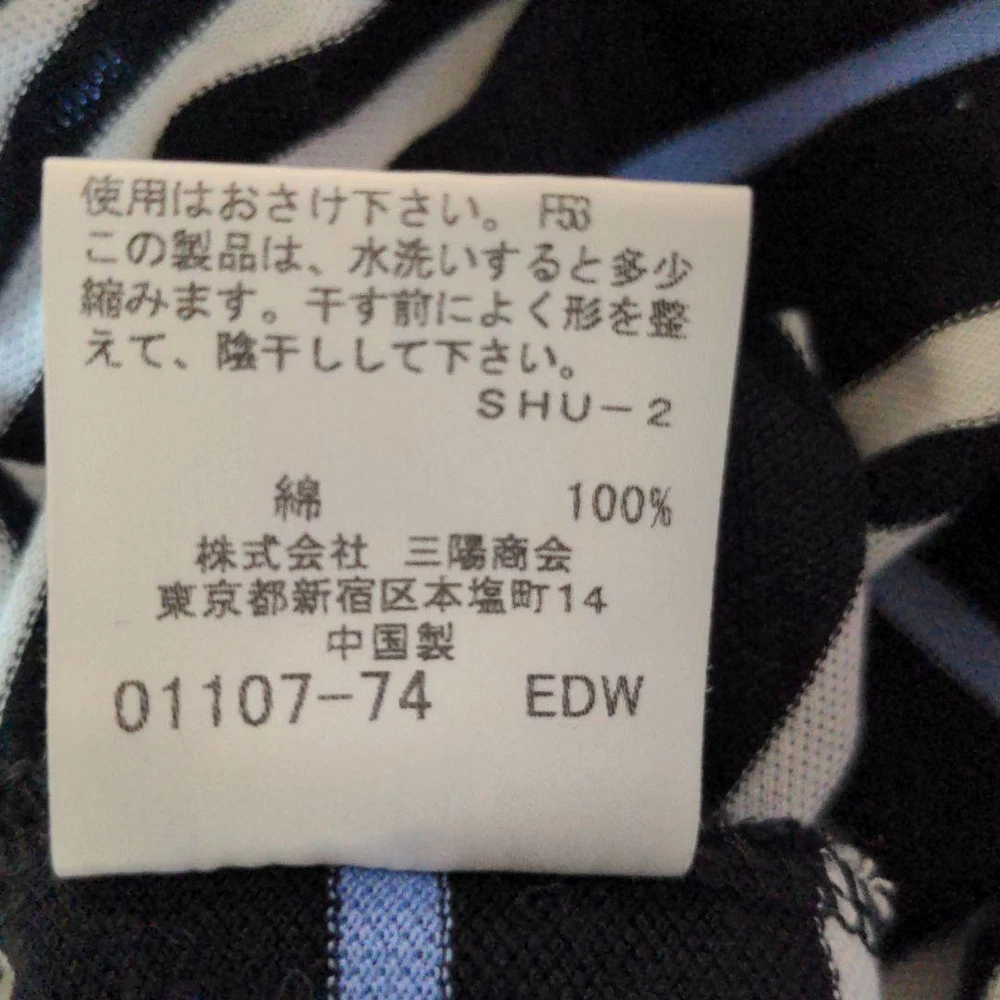 使用はおさけ下さい。 F53
この製品は、水洗いすると多少
縮みます。干す前によく形を整
えて、陰干しして下さい。
SHU-2
綿 100%
株式会社 三陽商会
東京都新宿区本塩町14
中国製
01107-74 EDW